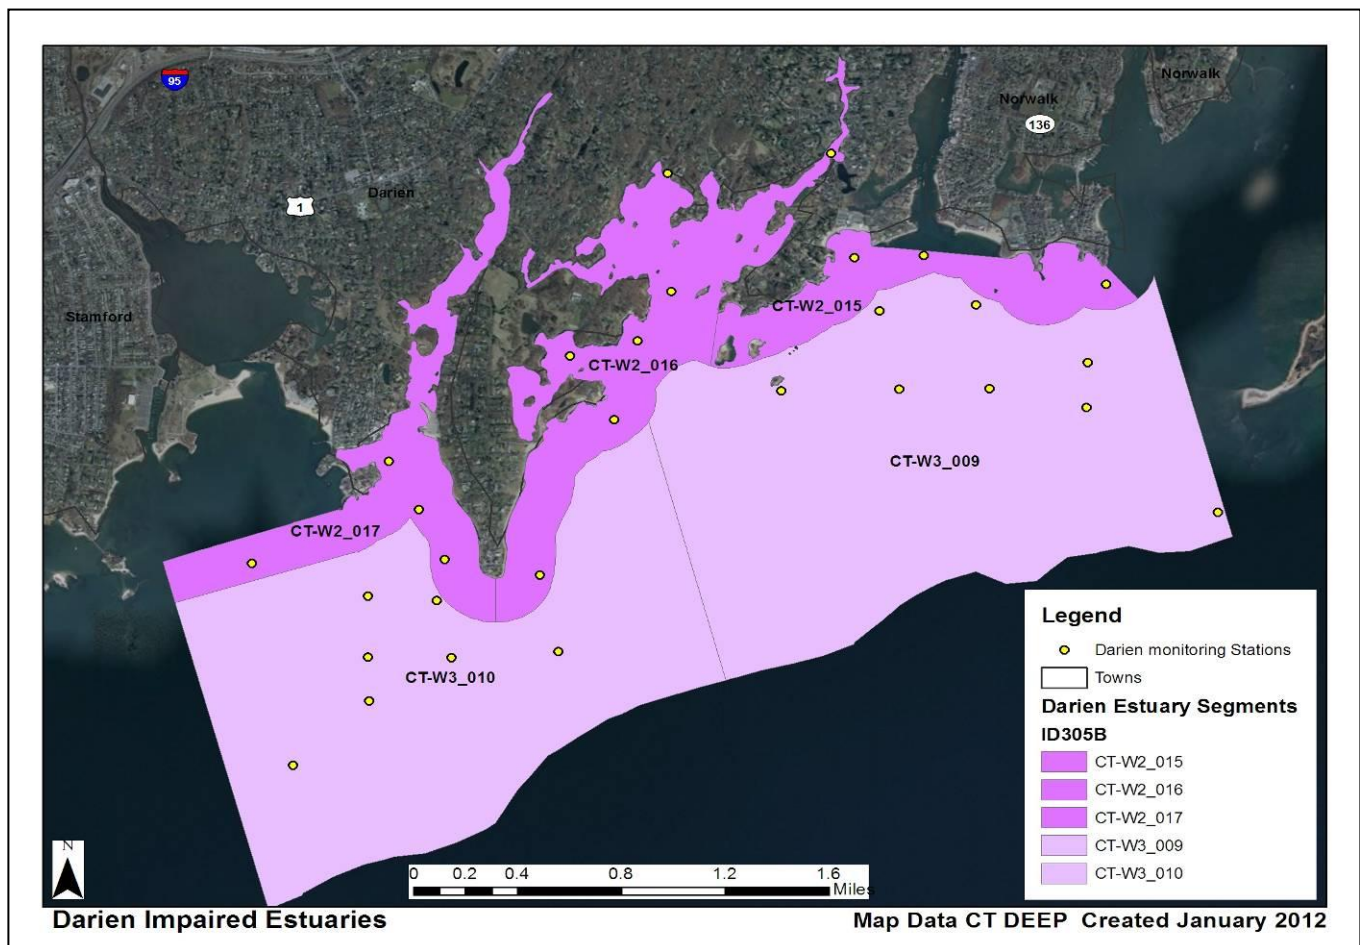 95
Norwalk
Norwalk
136
Darien
1
CT-W2_015
Stamford
CT-W2_016
CT-W3_009
CT-W2_017
CT-W3_010
Legend
Darien monitoring Stations
Towns
Darien Estuary Segments
ID305B
CT-W2_015
CT-W2_016
CT-W2_017
CT-W3_009
CT-W3_010
N
0 0.2 0.4 0.8 1.2 1.6
Miles
Darien Impaired Estuaries
Map Data CT DEEP Created January 2012